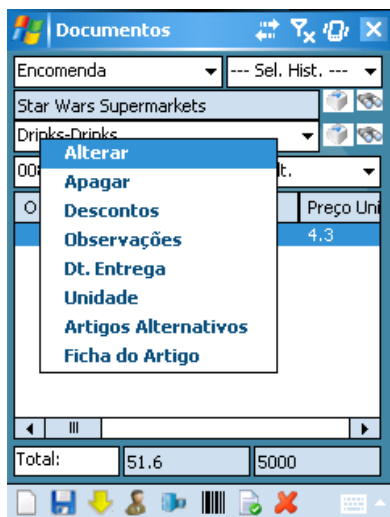 Documentos
Encomenda --- Sel. Hist. ---
Star Wars Supermarkets
Drinks-Drinks
Alterar
Apagar
Descontos
Preço Uni
Observações
4.3
Dt. Entrega
Unidade
Artigos Alternativos
Ficha do Artigo
Total: 51.6 5000